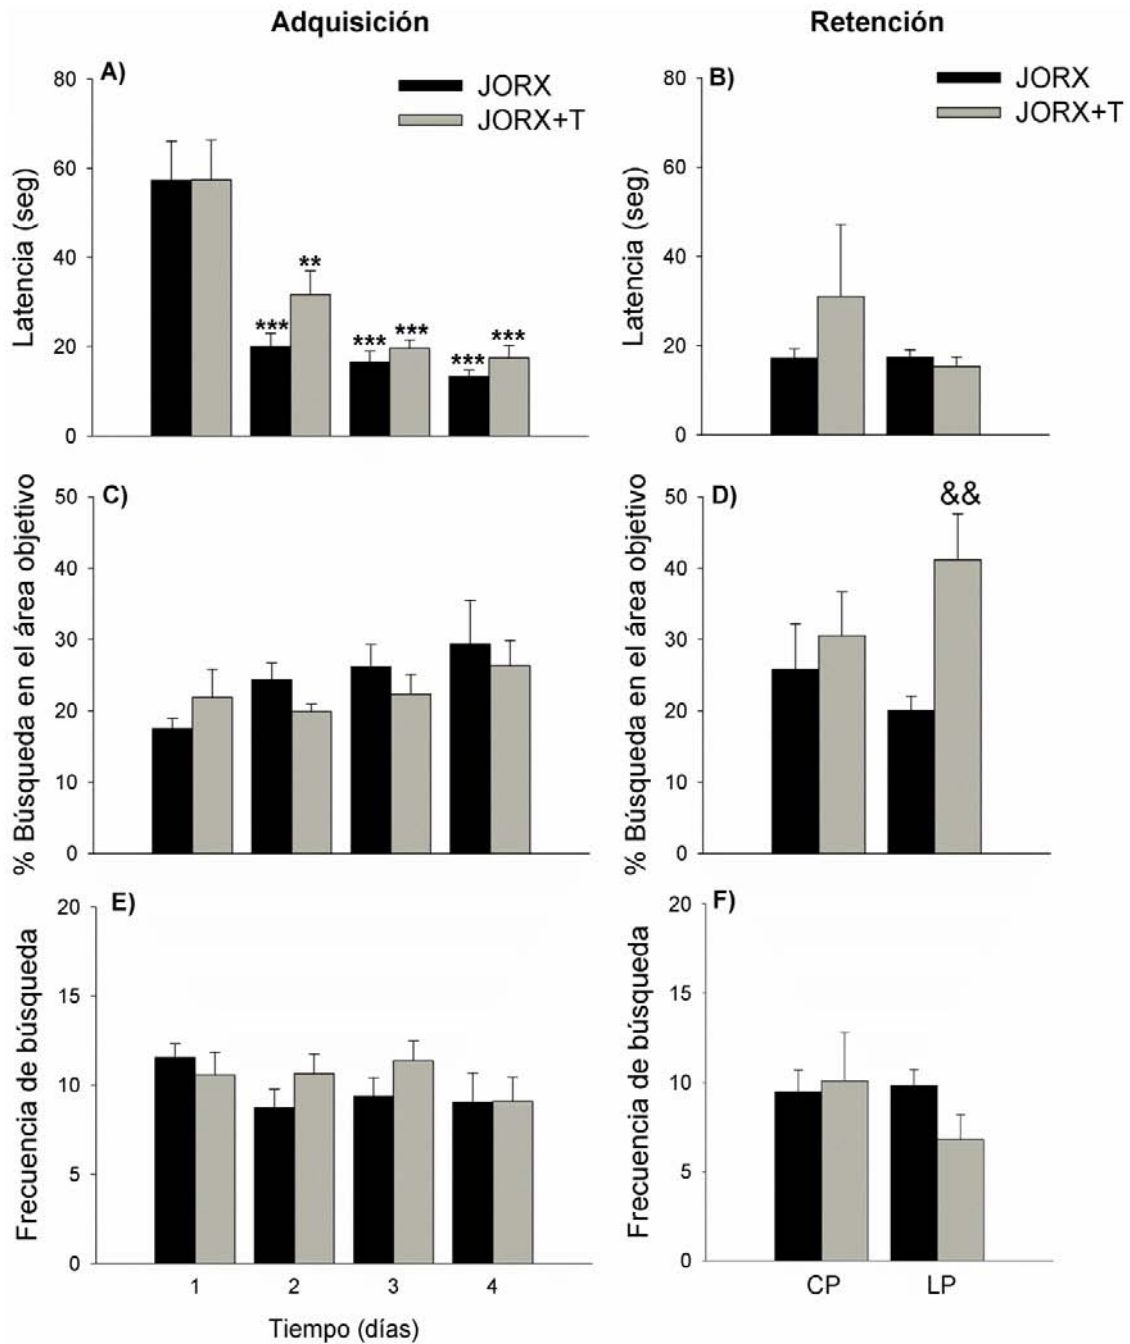 Adquisición
Retención
A)
JORX
JORX+T
80
60
40
20
0
Latencia (seg)
***
**
***
***
***
***
B)
JORX
JORX+T
80
60
40
20
0
Latencia (seg)
C)
50
40
30
20
10
0
% Búsqueda en el área objetivo
D)
&&
50
40
30
20
10
0
% Búsqueda en el área objetivo
E)
20
15
10
5
0
Frecuencia de búsqueda
1 2 3 4
Tiempo (días)
F)
20
15
10
5
0
Frecuencia de búsqueda
CP LP